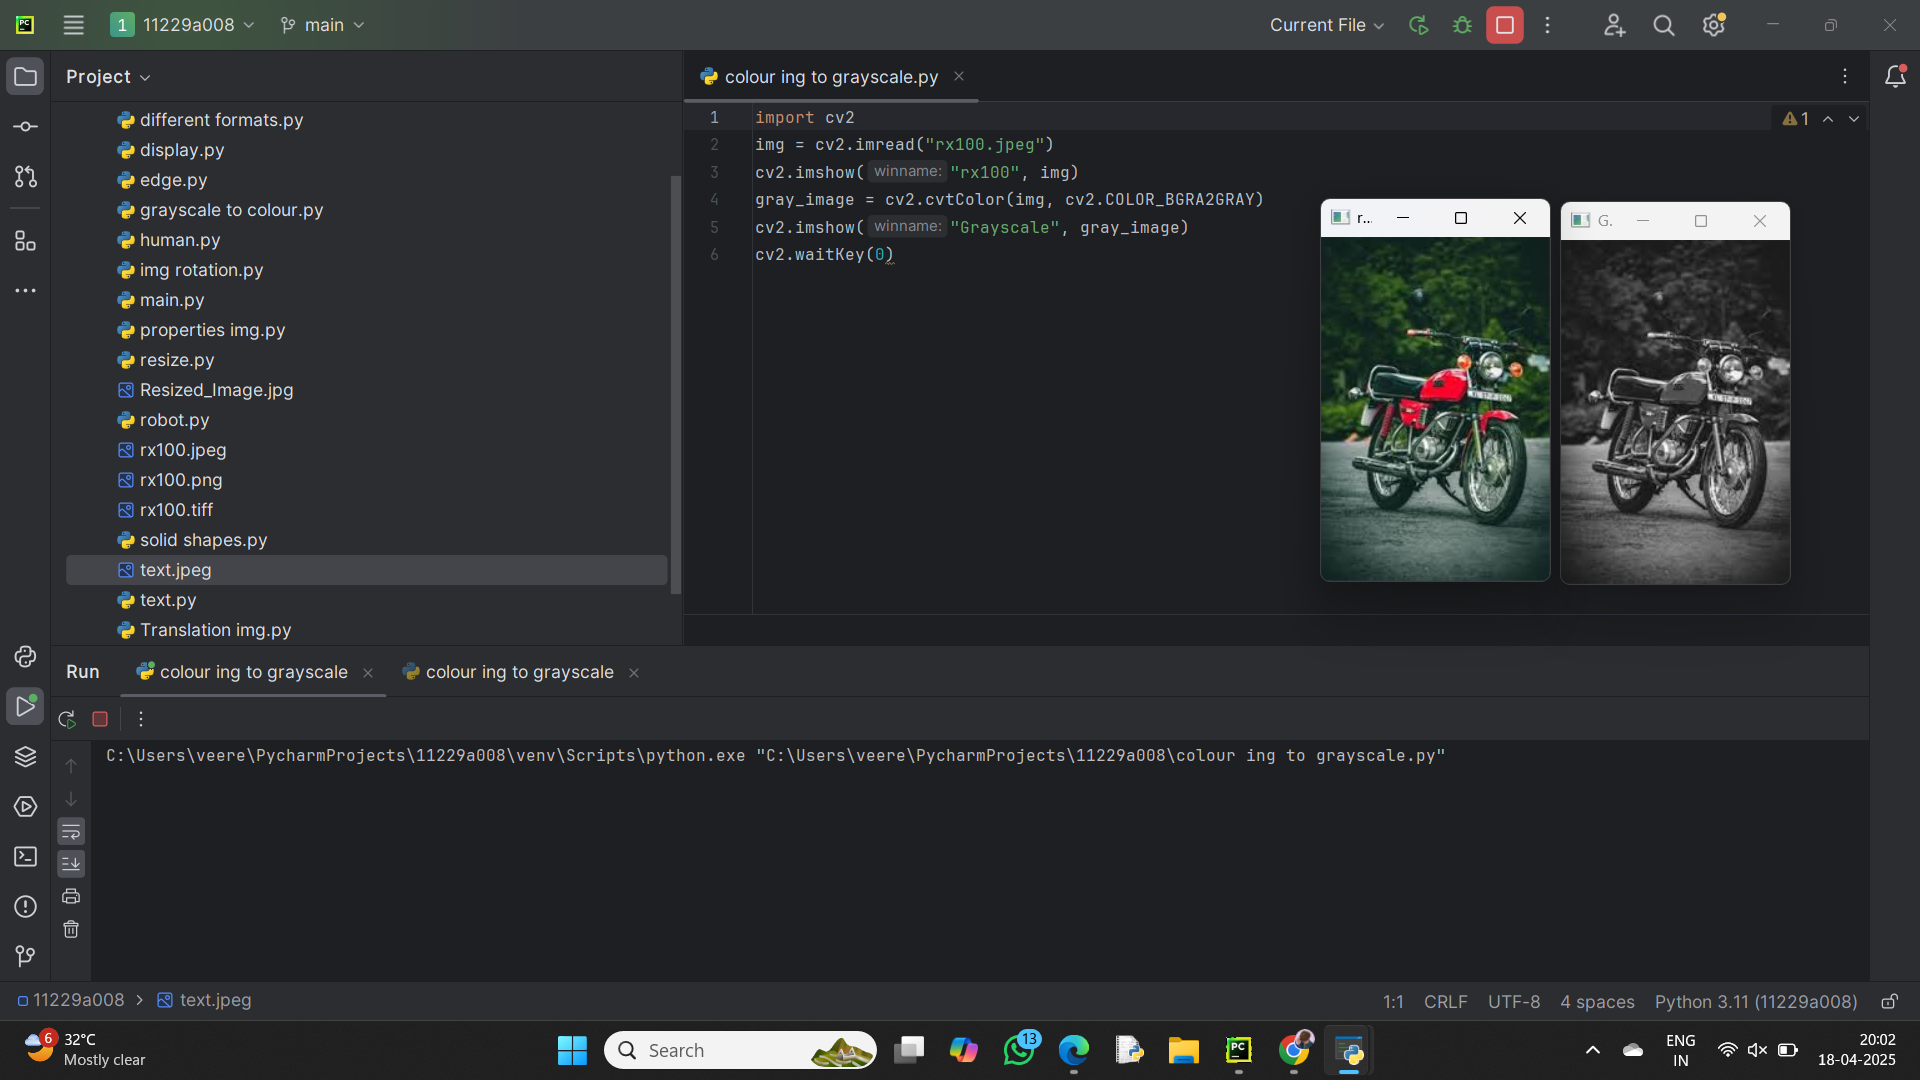 PC
1 11229a008
main
Current File
Project
different formats.py
display.py
edge.py
grayscale to colour.py
human.py
img rotation.py
main.py
properties img.py
resize.py
Resized_Image.jpg
robot.py
rx100.jpeg
rx100.png
rx100.tiff
solid shapes.py
text.jpeg
text.py
Translation img.py
colour ing to grayscale.py
1 import cv2
2 img = cv2.imread("rx100.jpeg")
3 cv2.imshow( winname: "rx100", img)
4 gray_image = cv2.cvtColor(img, cv2.COLOR_BGRA2GRAY)
5 cv2.imshow( winname: "Grayscale", gray_image)
6 cv2.waitKey(0)
1
r...
G.
Run
colour ing to grayscale
colour ing to grayscale
C:\Users\veere\PycharmProjects\11229a008\venv\Scripts\python.exe "C:\Users\veere\PycharmProjects\11229a008\colour ing to grayscale.py"
11229a008 > text.jpeg
1:1 CRLF UTF-8 4 spaces Python 3.11 (11229a008)
6
32°C
Mostly clear
Search
13
PC
ENG
IN
20:02
18-04-2025